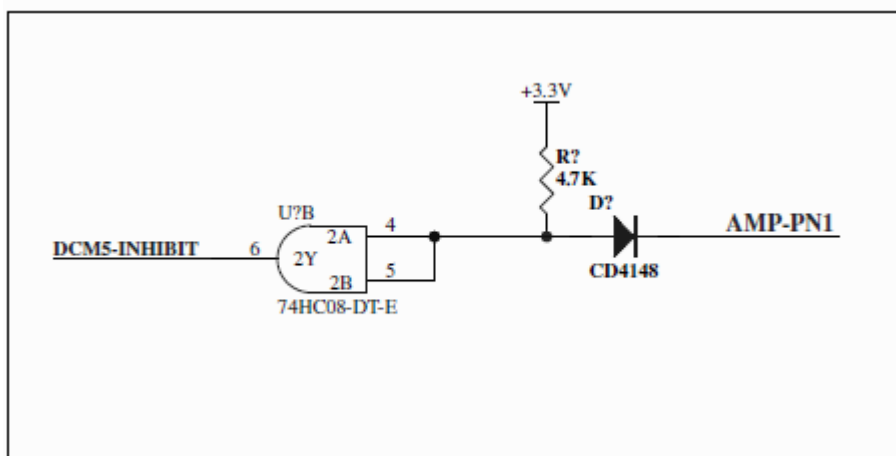 +3.3V
R?
4.7K
D?
U?B
AMP-PN1
4
2A
DCM5-INHIBIT
6
2Y
5
2B
CD4148
74HC08-DT-E